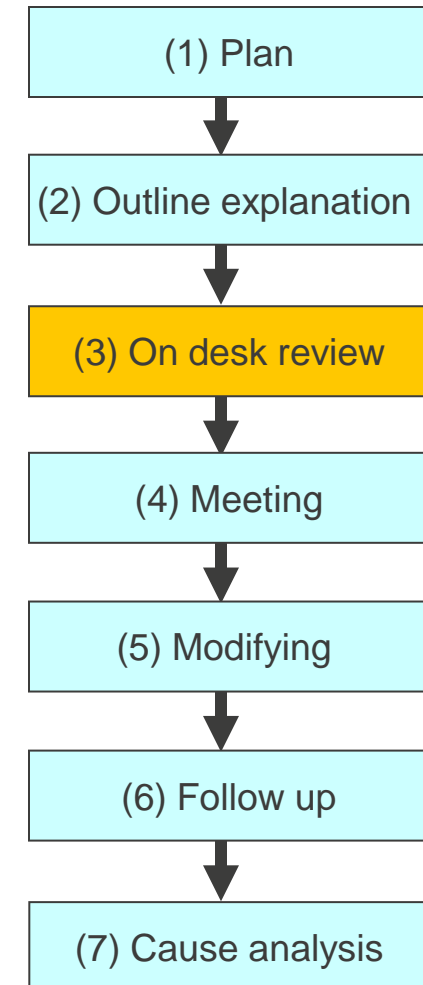 (1) Plan
(2) Outline explanation
(3) On desk review
(4) Meeting
(5) Modifying
(6) Follow up
(7) Cause analysis